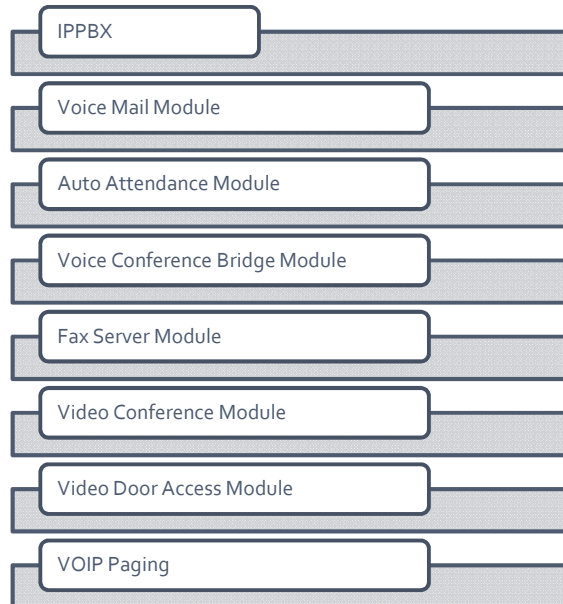 IPPBX
Voice Mail Module
Auto Attendance Module
Voice Conference Bridge Module
Fax Server Module
Video Conference Module
Video Door Access Module
VOIP Paging